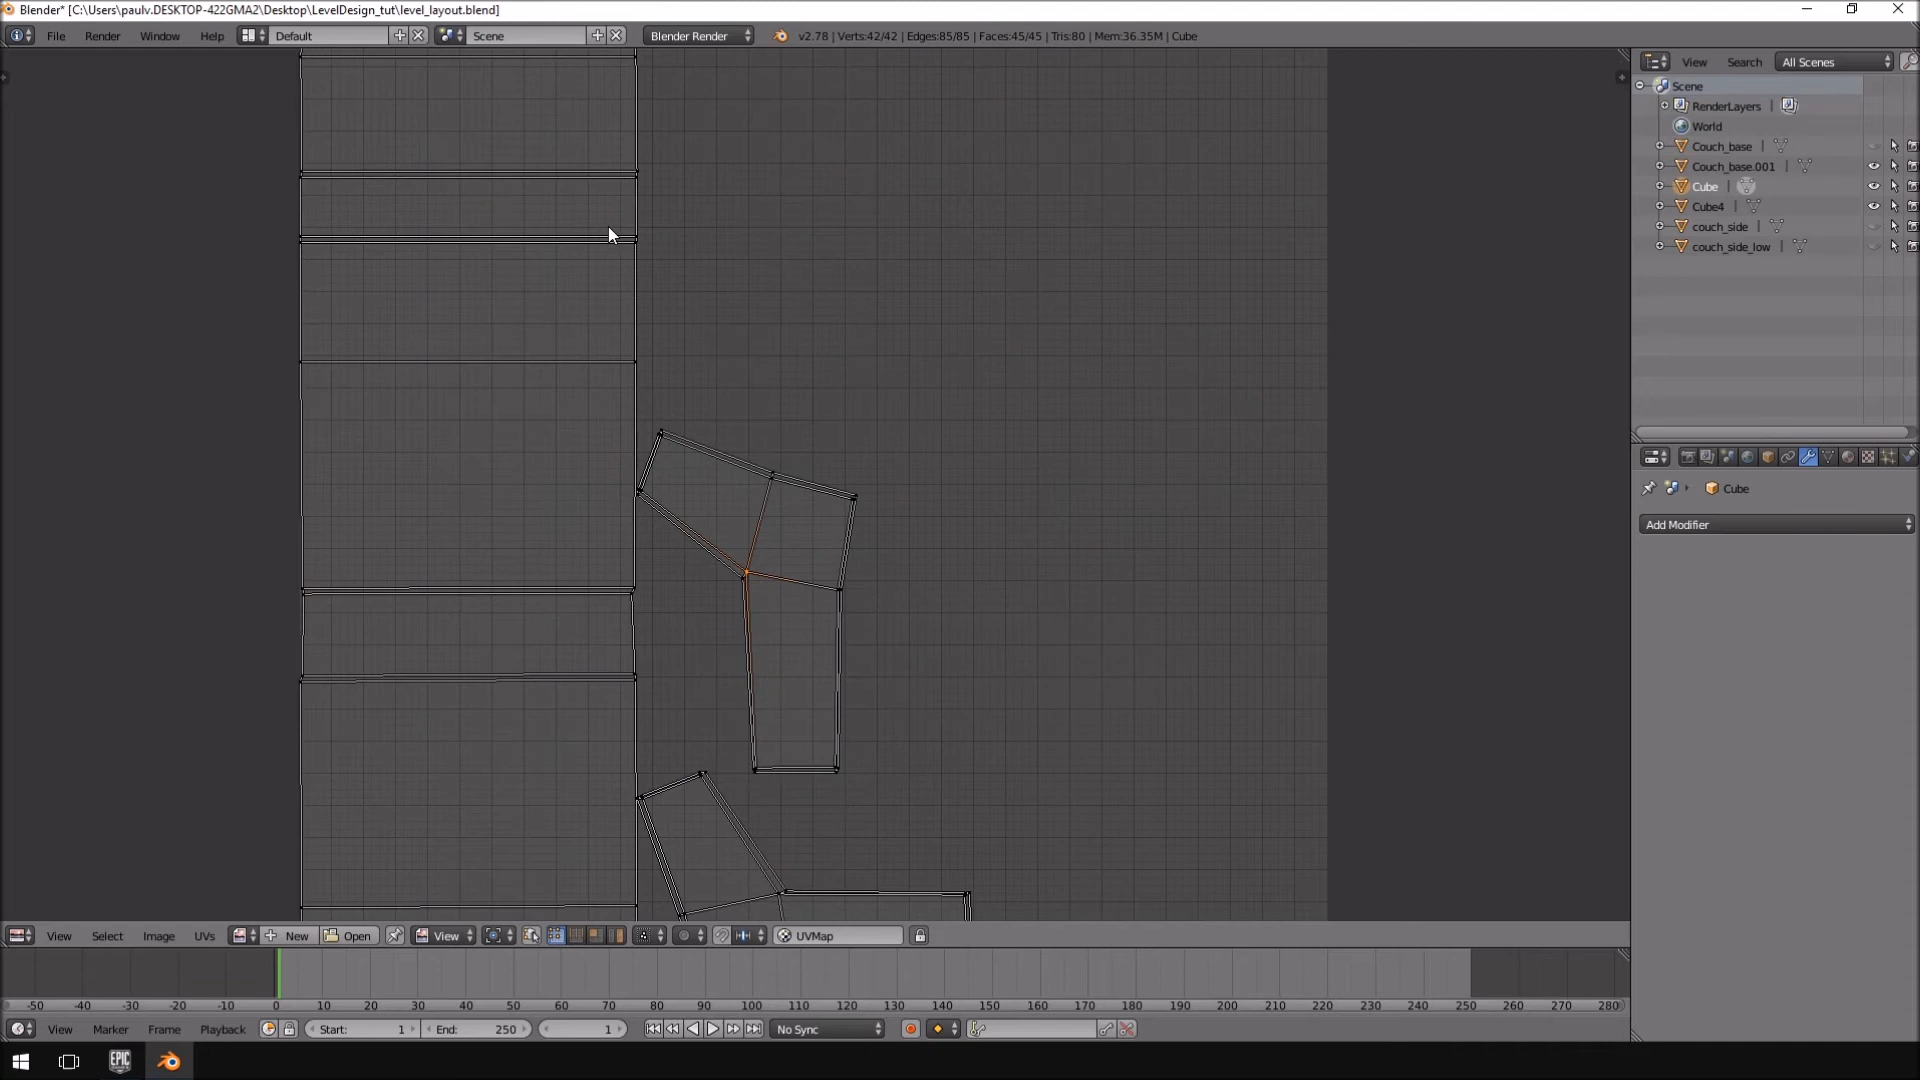 Blender* [C:\Users\paulv.DESKTOP-422GMA2\Desktop\LevelDesign_tut\level_layout.blend]
File Render Window Help Default Scene Blender Render v2.78 | Verts:42/42 | Edges:85/85 | Faces:45/45 | Tris:80 | Mem:36.35M | Cube
View Search All Scenes
Scene
RenderLayers
World
Couch_base
Couch_base.001
Cube
Cube4
couch_side
couch_side_low
Cube
Add Modifier
View Select Image UVs New Open View UVMap
-50 -40 -30 -20 -10 0 10 20 30 40 50 60 70 80 90 100 110 120 130 140 150 160 170 180 190 200 210 220 230 240 250 260 270 280
View Marker Frame Playback Start: 1 End: 250 1 No Sync
EPIC